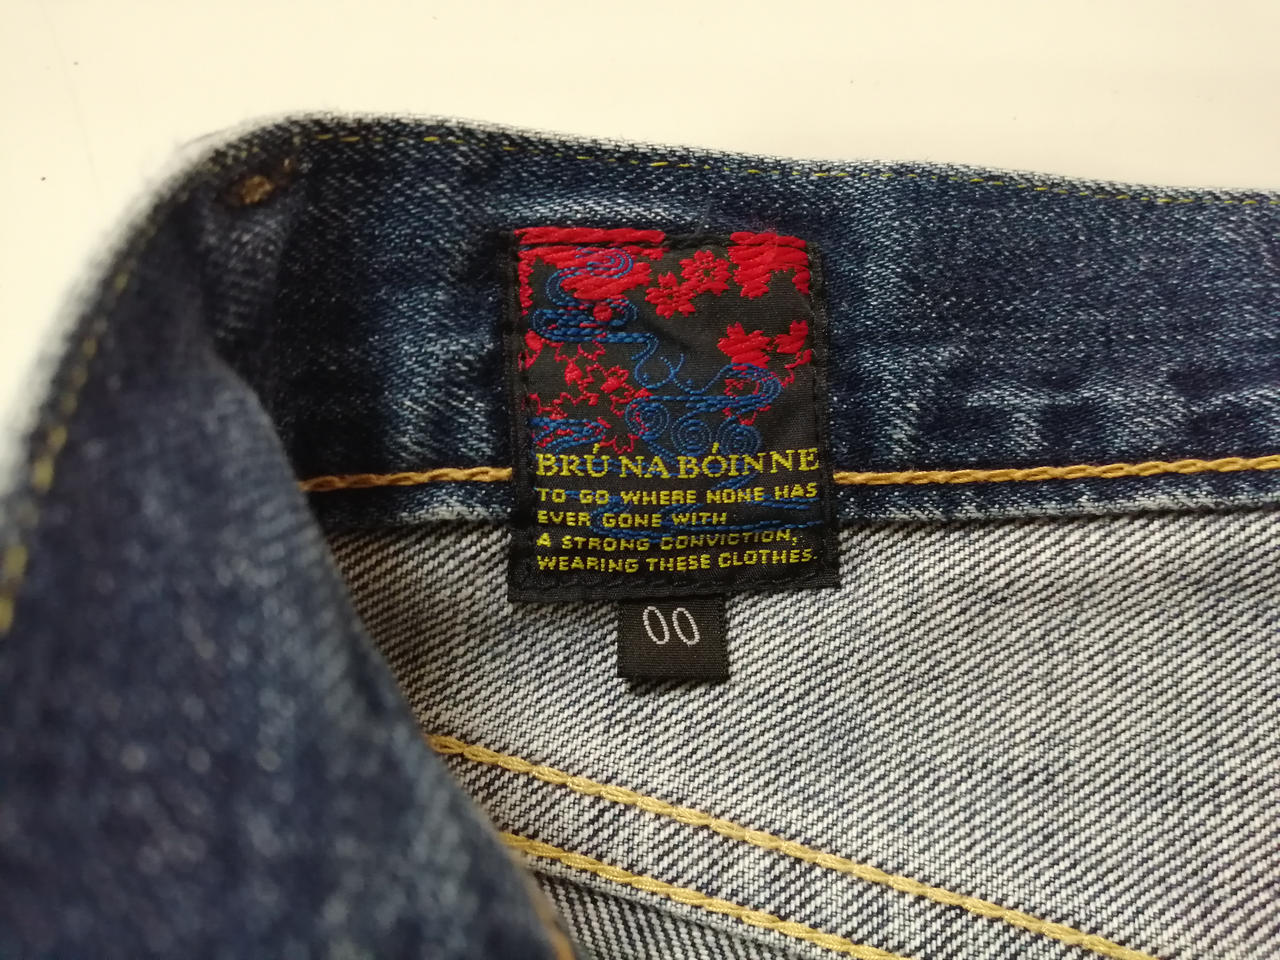 BRÚ NA BÓINNE
TO GO WHERE NONE HAS
EVER GONE WITH
A STRONG CONVICTION,
WEARING THESE CLOTHES.
00